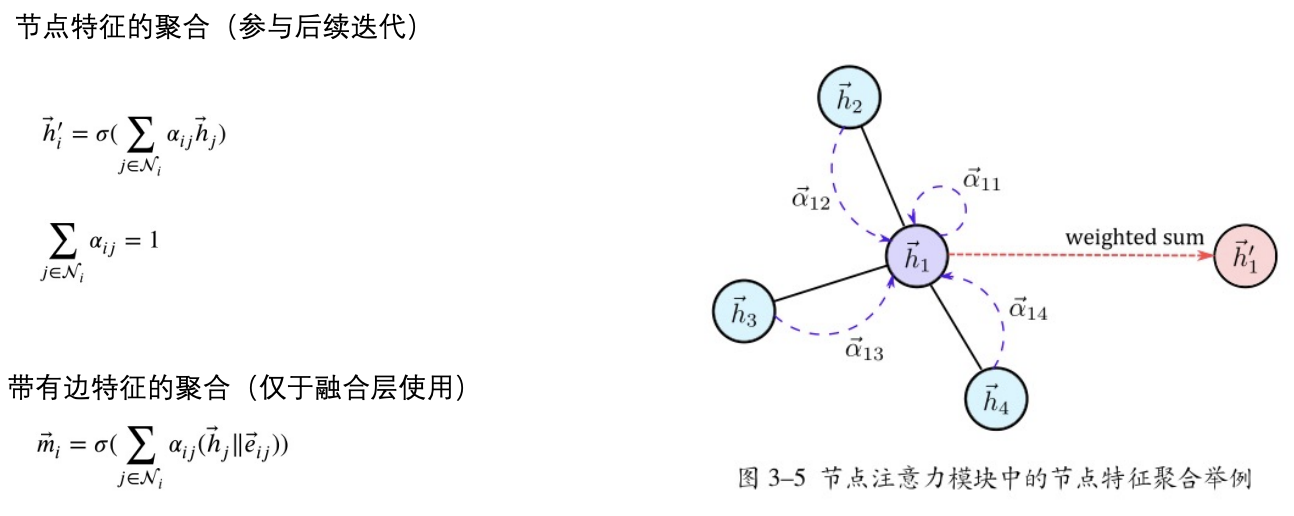 节点特征的聚合（参与后续迭代）
$\vec{h}'_i = \sigma(\sum_{j \in \mathcal{N}_i} \alpha_{ij} \vec{h}_j)$
$\sum_{j \in \mathcal{N}_i} \alpha_{ij} = 1$
带有边特征的聚合（仅于融合层使用）
$\vec{m}_i = \sigma(\sum_{j \in \mathcal{N}_i} \alpha_{ij} (\vec{h}_j \| \vec{e}_{ij}))$
$\vec{h}_2$
$\vec{\alpha}_{11}$
$\vec{\alpha}_{12}$
weighted sum
$\vec{h}_1$
$\vec{h}'_1$
$\vec{h}_3$
$\vec{\alpha}_{14}$
$\vec{\alpha}_{13}$
$\vec{h}_4$
图 3–5 节点注意力模块中的节点特征聚合举例